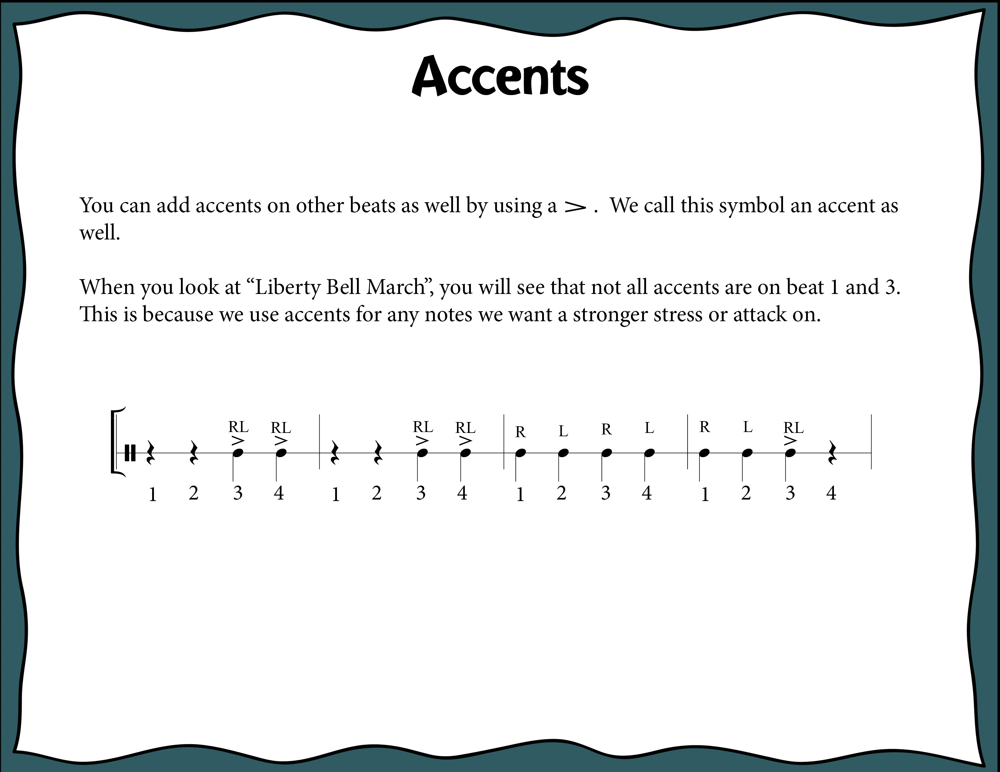 Accents
You can add accents on other beats as well by using a > .  We call this symbol an accent as
well.
When you look at “Liberty Bell March”, you will see that not all accents are on beat 1 and 3.
This is because we use accents for any notes we want a stronger stress or attack on.
RL RL RL RL R L R L R L RL
> > > > >
1 2 3 4 1 2 3 4 1 2 3 4 1 2 3 4